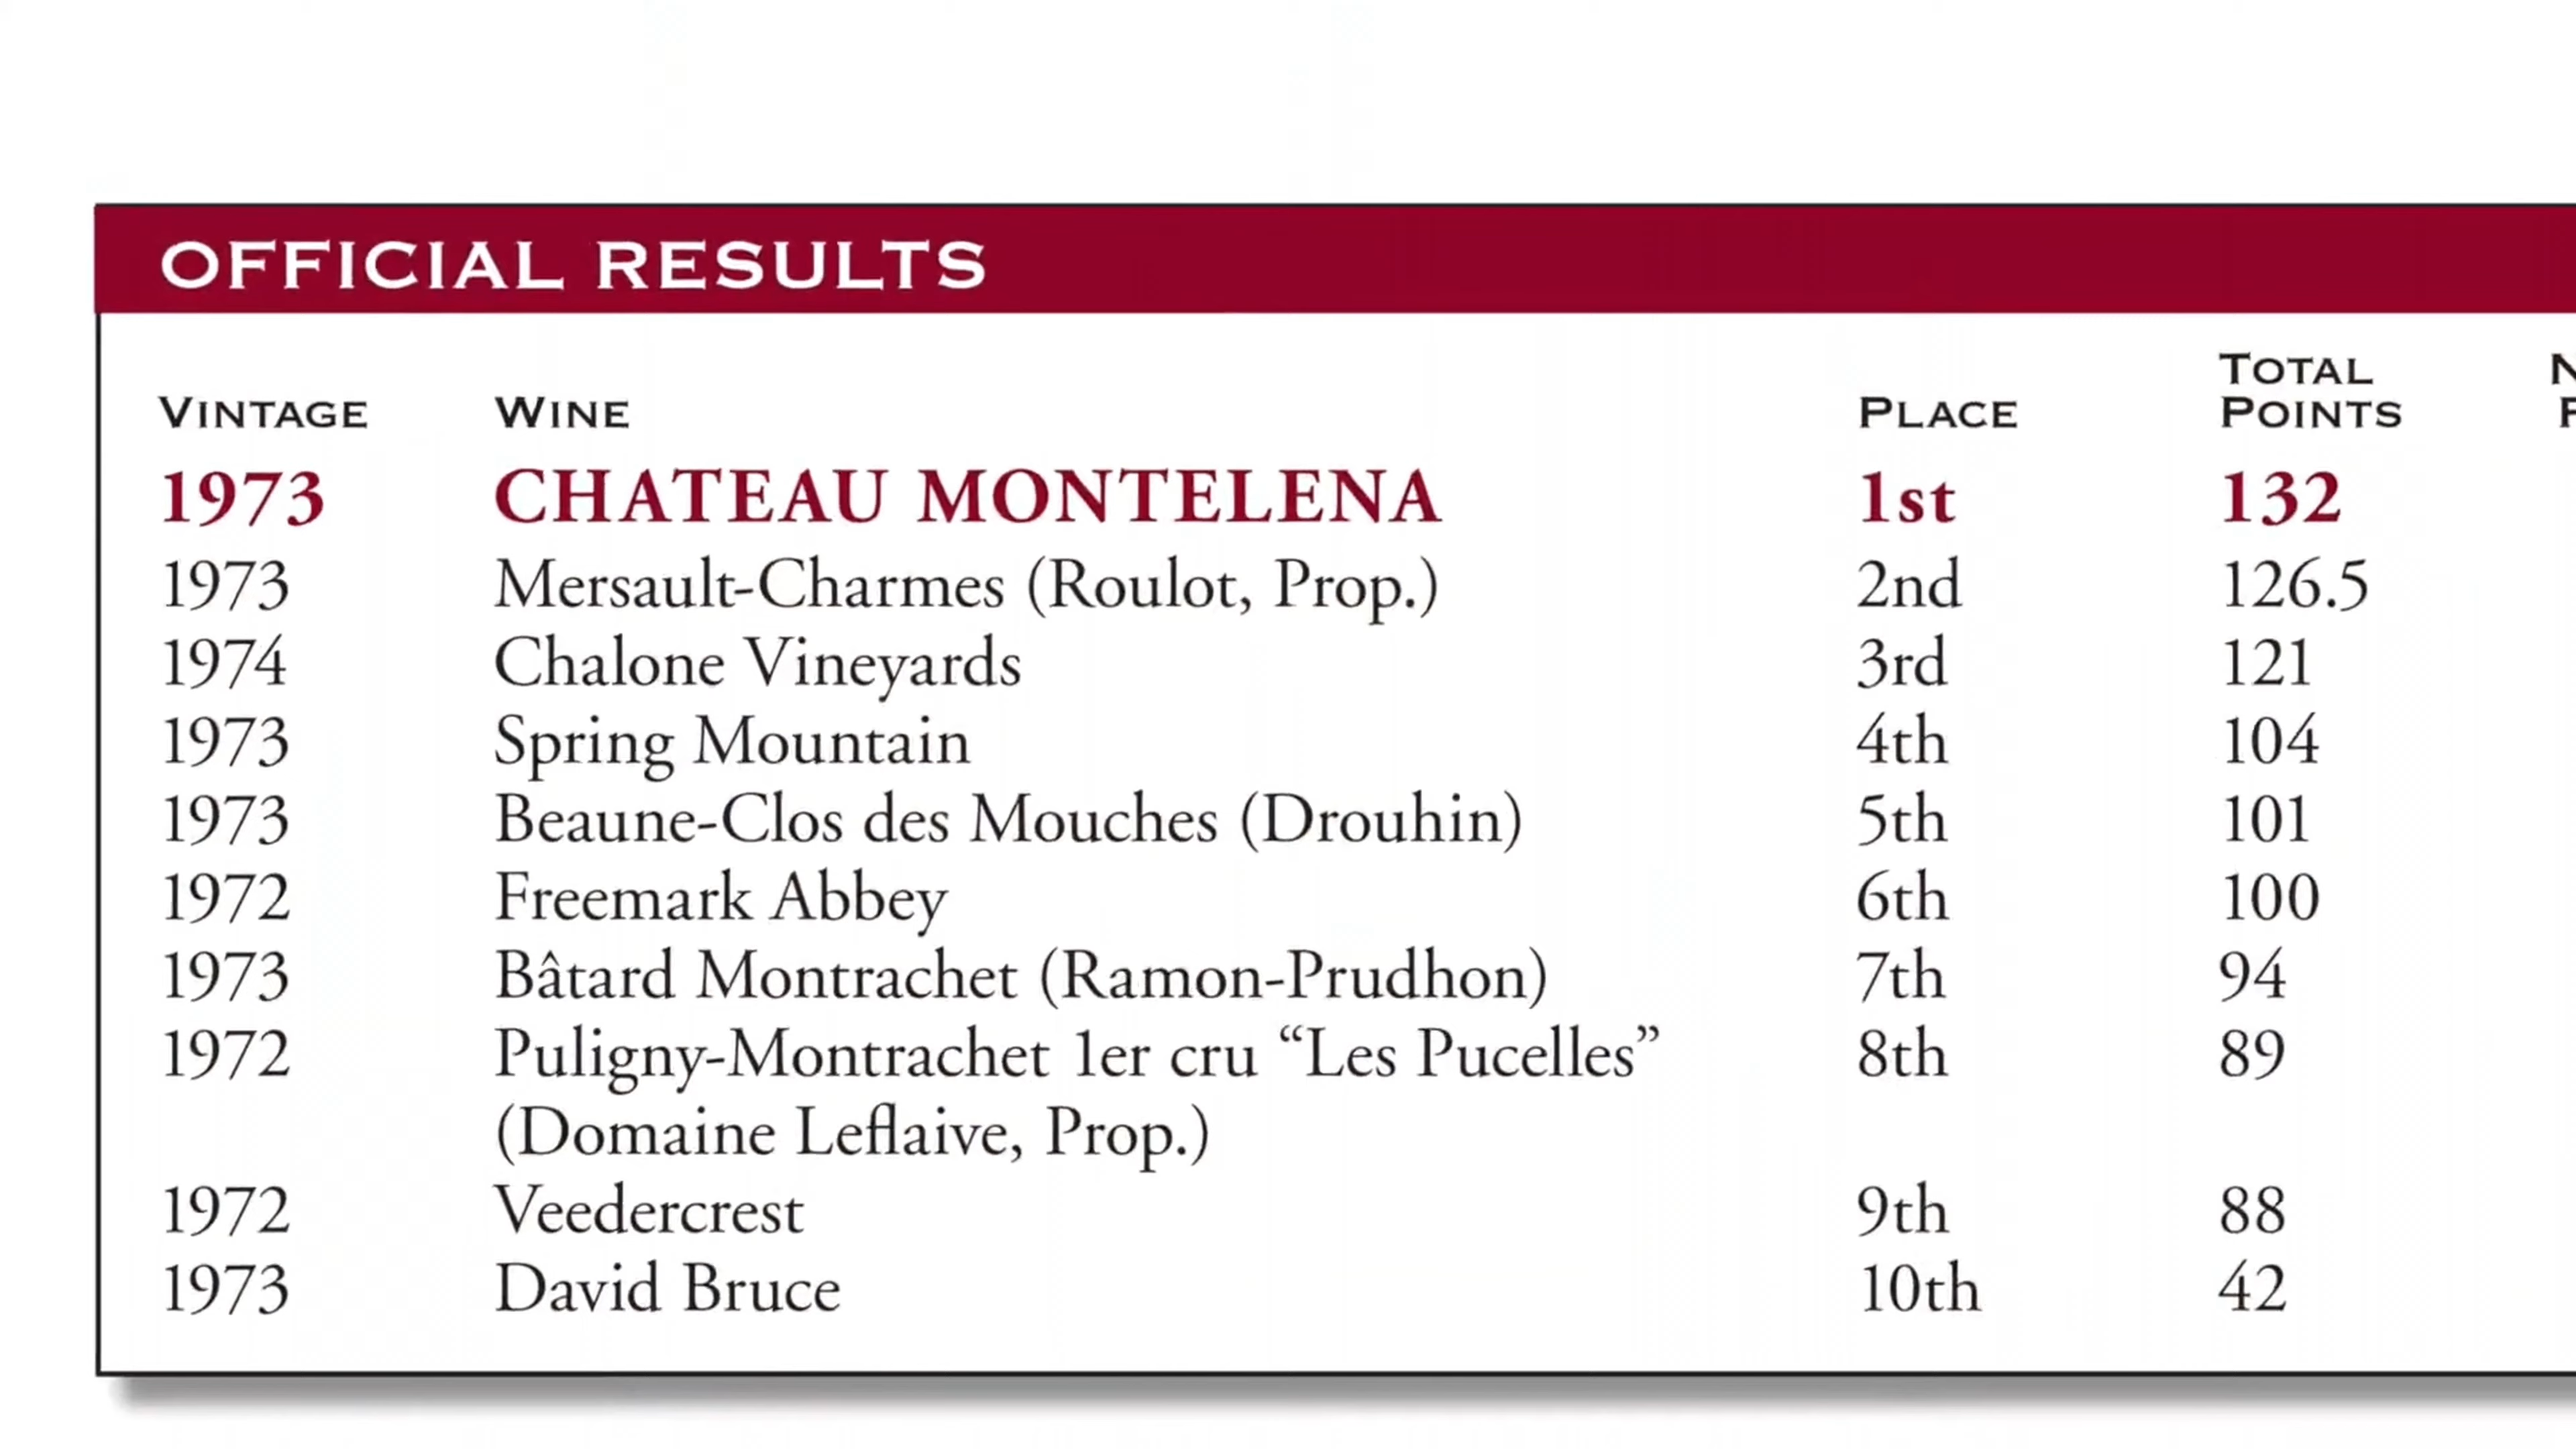 OFFICIAL RESULTS
VINTAGE WINE PLACE TOTAL POINTS
1973 CHATEAU MONTELENA 1st 132
1973 Mersault-Charmes (Roulot, Prop.) 2nd 126.5
1974 Chalone Vineyards 3rd 121
1973 Spring Mountain 4th 104
1973 Beaune-Clos des Mouches (Drouhin) 5th 101
1972 Freemark Abbey 6th 100
1973 Bâtard Montrachet (Ramon-Prudhon) 7th 94
1972 Puligny-Montrachet 1er cru “Les Pucelles” 8th 89
(Domaine Leflaive, Prop.)
1972 Veedercrest 9th 88
1973 David Bruce 10th 42